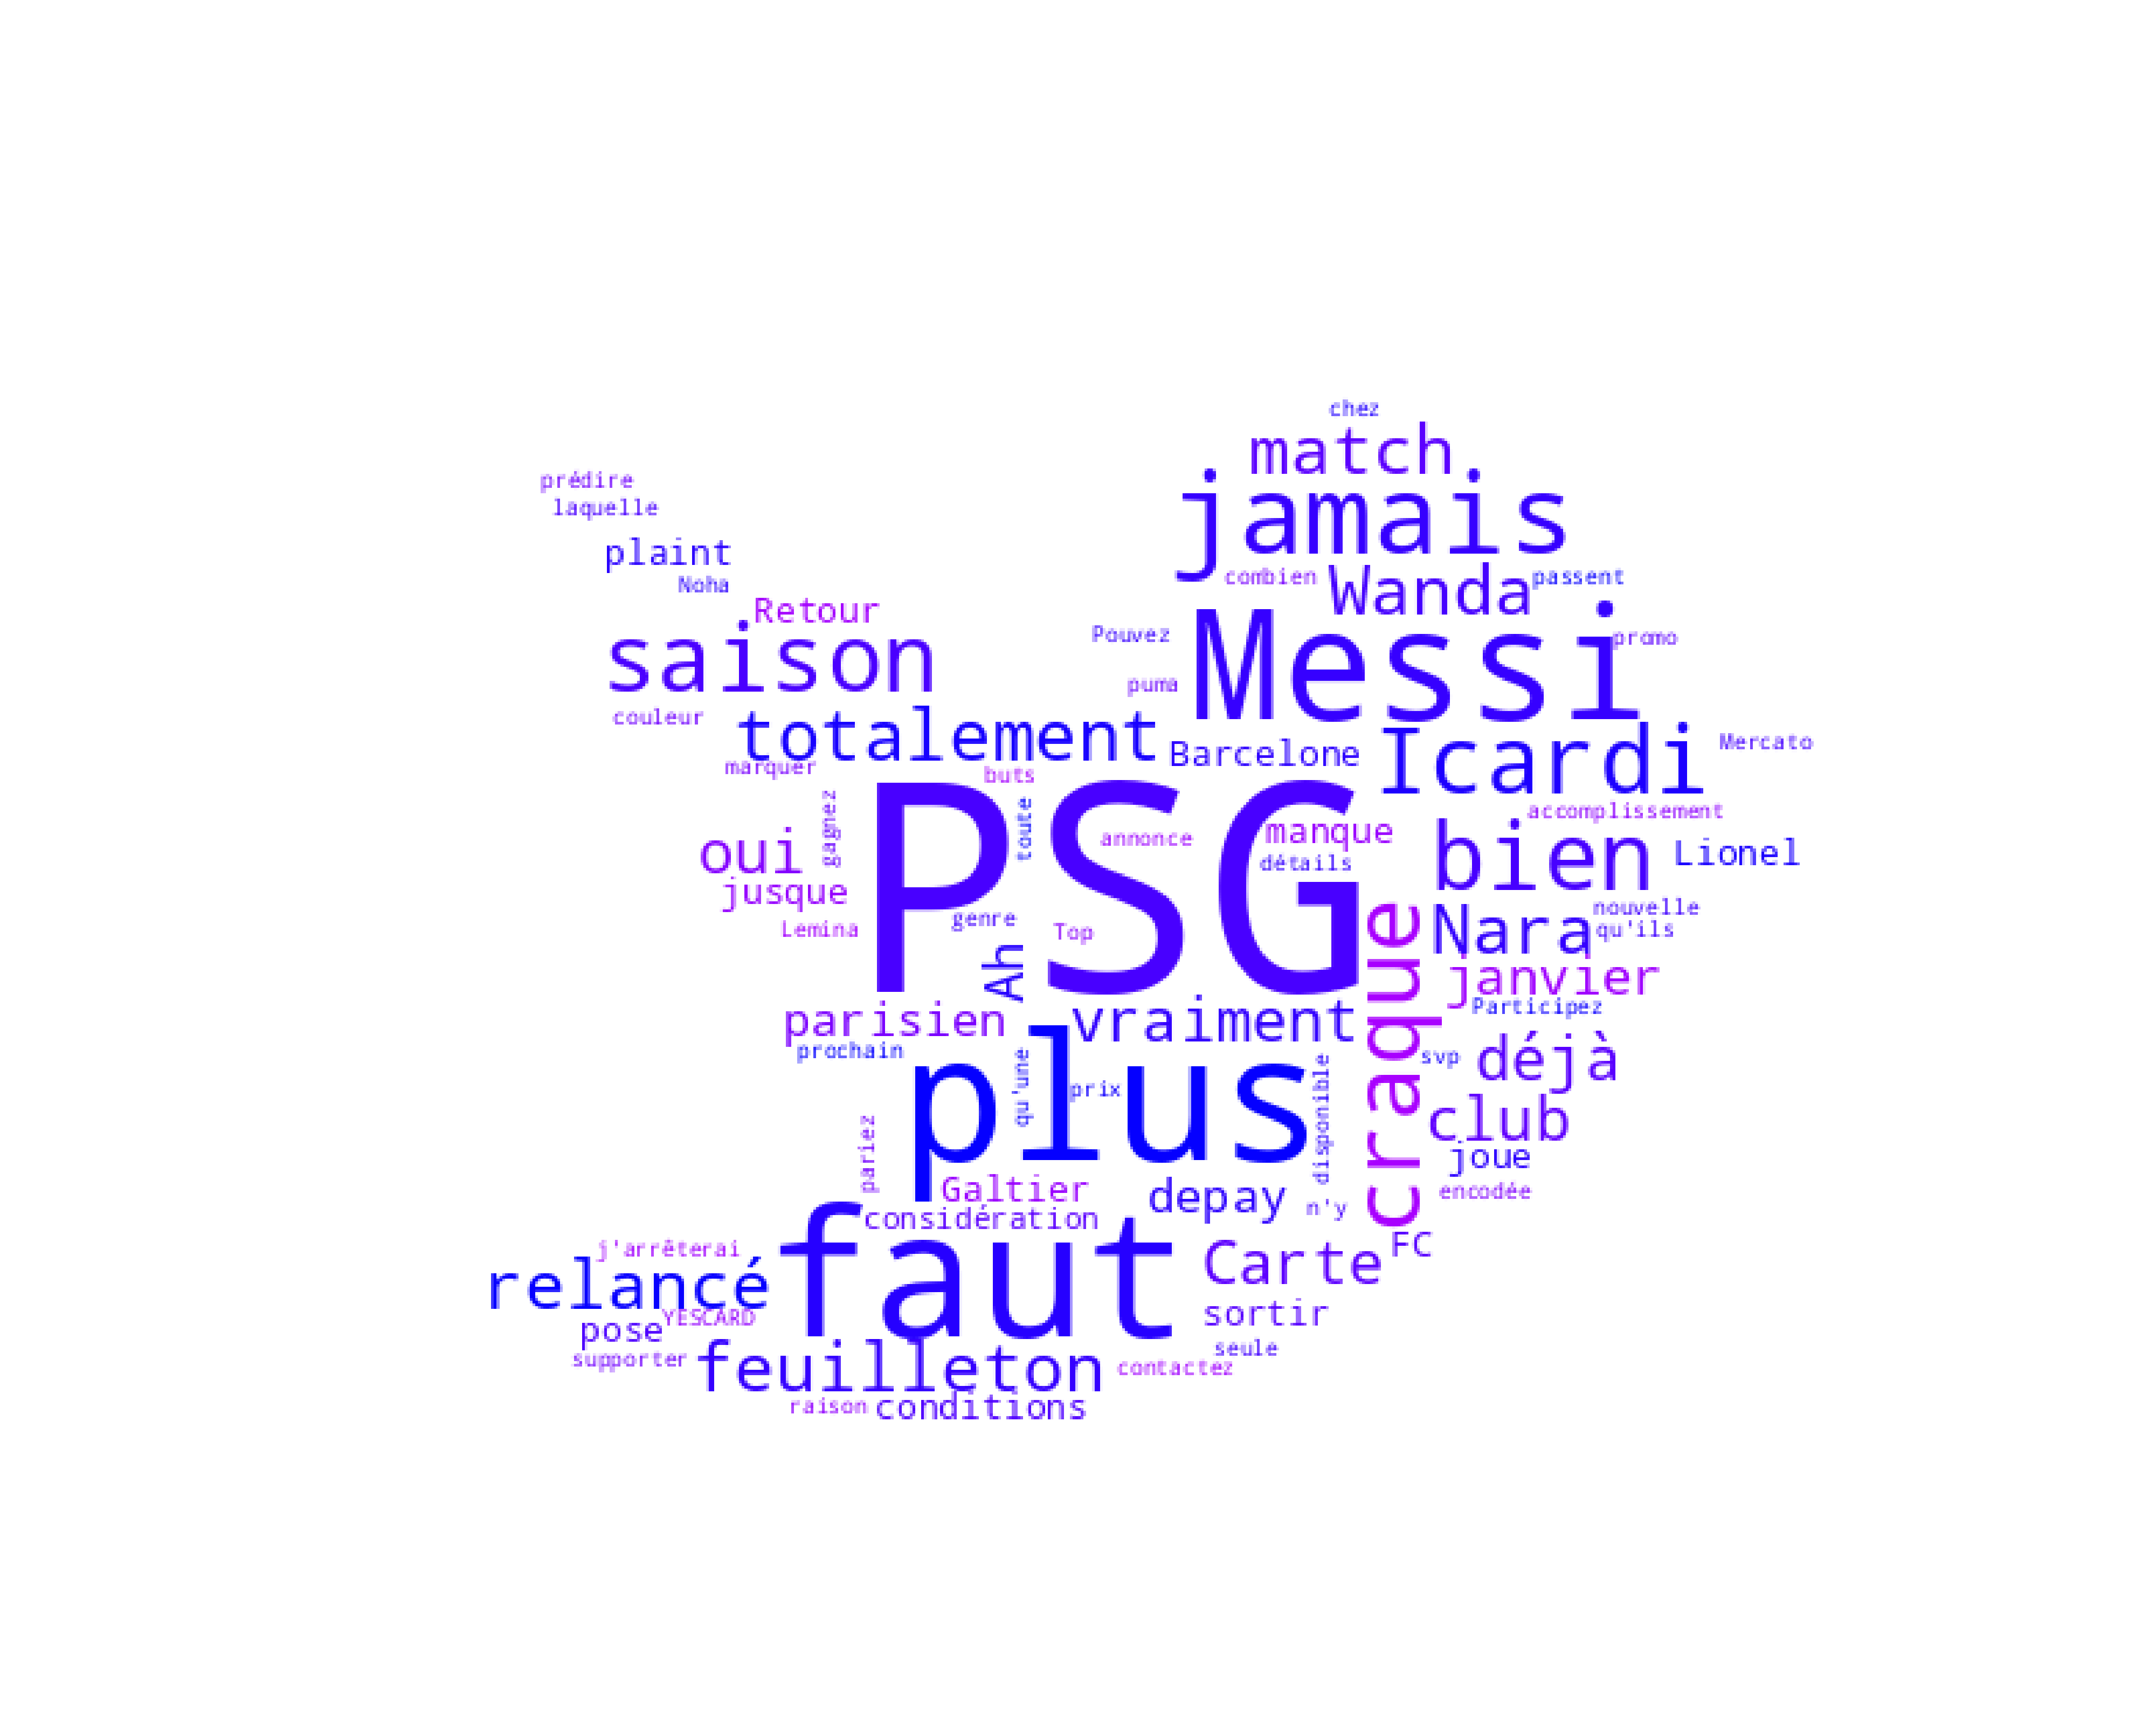 chez
match
prédire
jamais
laquelle
plaint
combien
Wanda
passent
Noha
Retour
Pouvez
promo
saison
Messi
puma
couleur
totalement
Barcelone
Icardi
Mercato
marquer
buts
PSG
accomplissement
gagnez
toute
annonce
manque
oui
bien
Lionel
détails
jusque
genre
nouvelle
Lemina
Top
Nara
qu'ils
Ah
janvier
craque
Participez
parisien
vraiment
prochain
svp
déjà
plus
qu'une
prix
disponible
club
pariez
joue
Galtier
depay
encodée
considération
n'y
j'arrêterai
faut
Carte
FC
relancé
YESCARD
sortir
pose
seule
supporter
feuilleton
contactez
raison
conditions